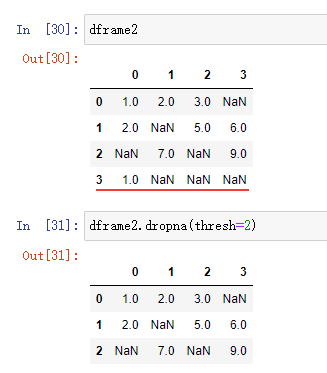 In [30]: dframe2
Out[30]:
0 1 2 3
0 1.0 2.0 3.0 NaN
1 2.0 NaN 5.0 6.0
2 NaN 7.0 NaN 9.0
3 1.0 NaN NaN NaN
In [31]: dframe2.dropna(thresh=2)
Out[31]:
0 1 2 3
0 1.0 2.0 3.0 NaN
1 2.0 NaN 5.0 6.0
2 NaN 7.0 NaN 9.0